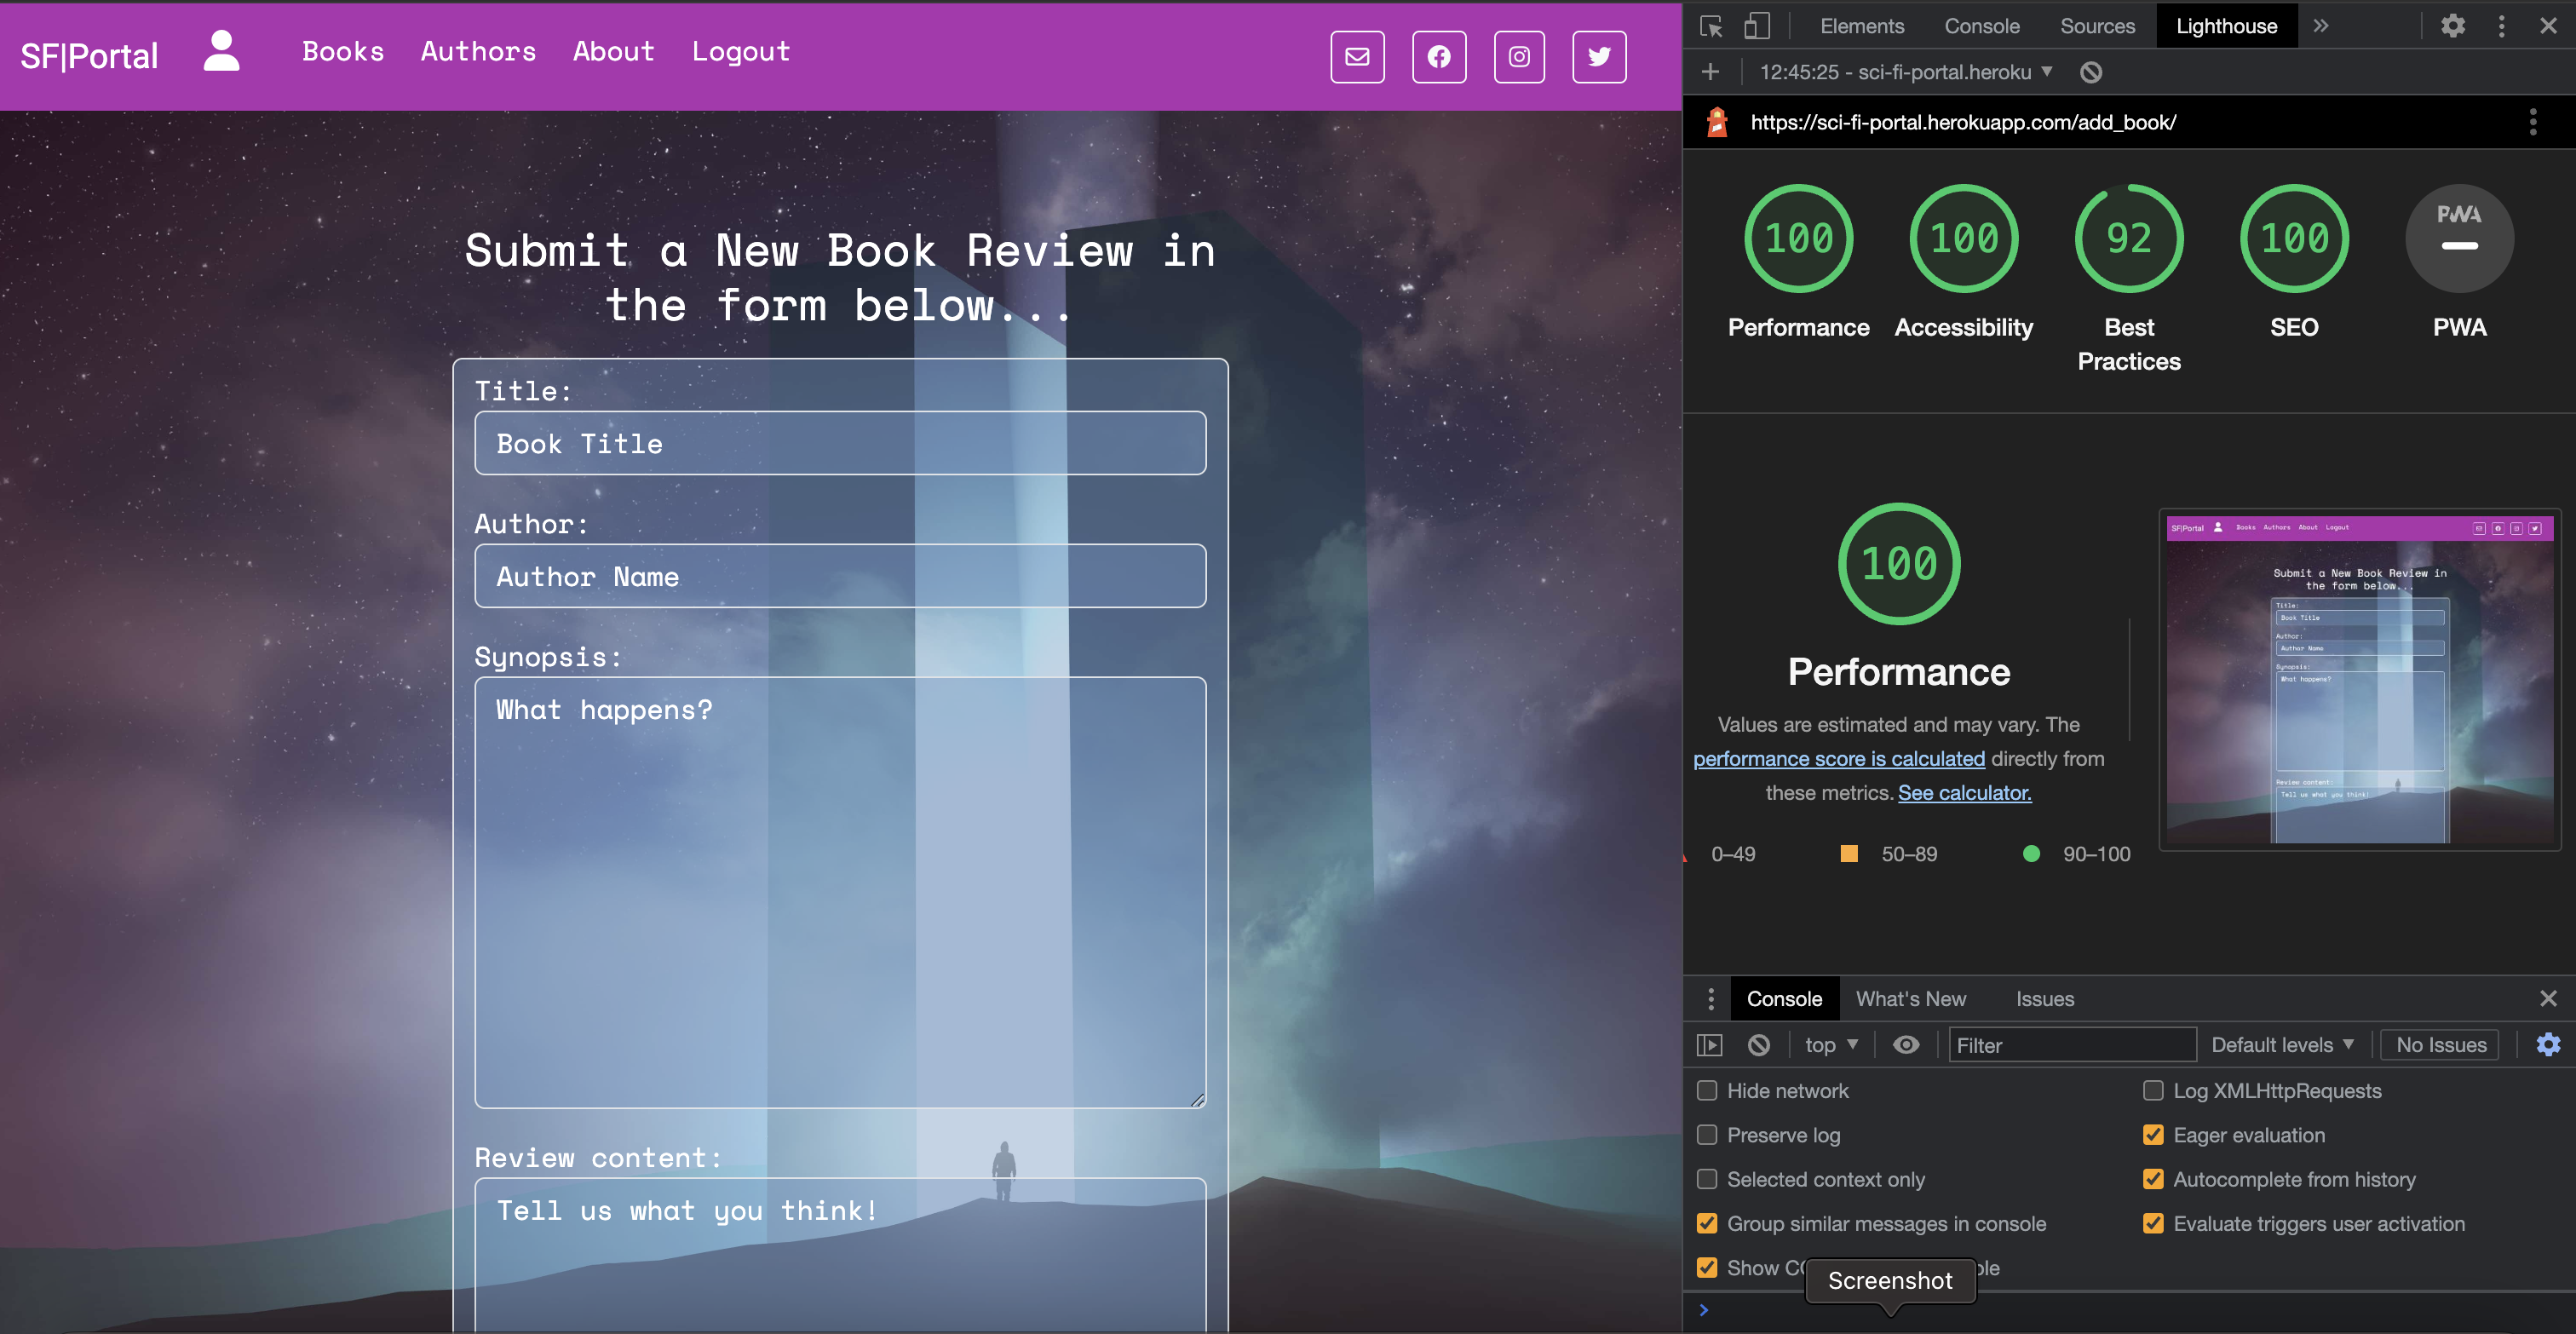 SF|Portal
Books Authors About Logout
Submit a New Book Review in
the form below...
Title:
Book Title
Author:
Author Name
Synopsis:
What happens?
Review content:
Tell us what you think!
Elements Console Sources Lighthouse
12:45:25 - sci-fi-portal.heroku
https://sci-fi-portal.herokuapp.com/add_book/
100 100 92 100 PWA
Performance Accessibility Best Practices SEO PWA
100
Performance
Values are estimated and may vary. The
performance score is calculated directly from
these metrics. See calculator.
0–49 50–89 90–100
SF|Portal Books Authors About Logout
Submit a New Book Review in
the form below...
Title:
Book Title
Author:
Author Name
Synopsis:
What happens?
Review content:
Tell us what you think!
Console What's New Issues
top Filter Default levels No Issues
Hide network Log XMLHttpRequests
Preserve log Eager evaluation
Selected context only Autocomplete from history
Group similar messages in console Evaluate triggers user activation
Show
Screenshot